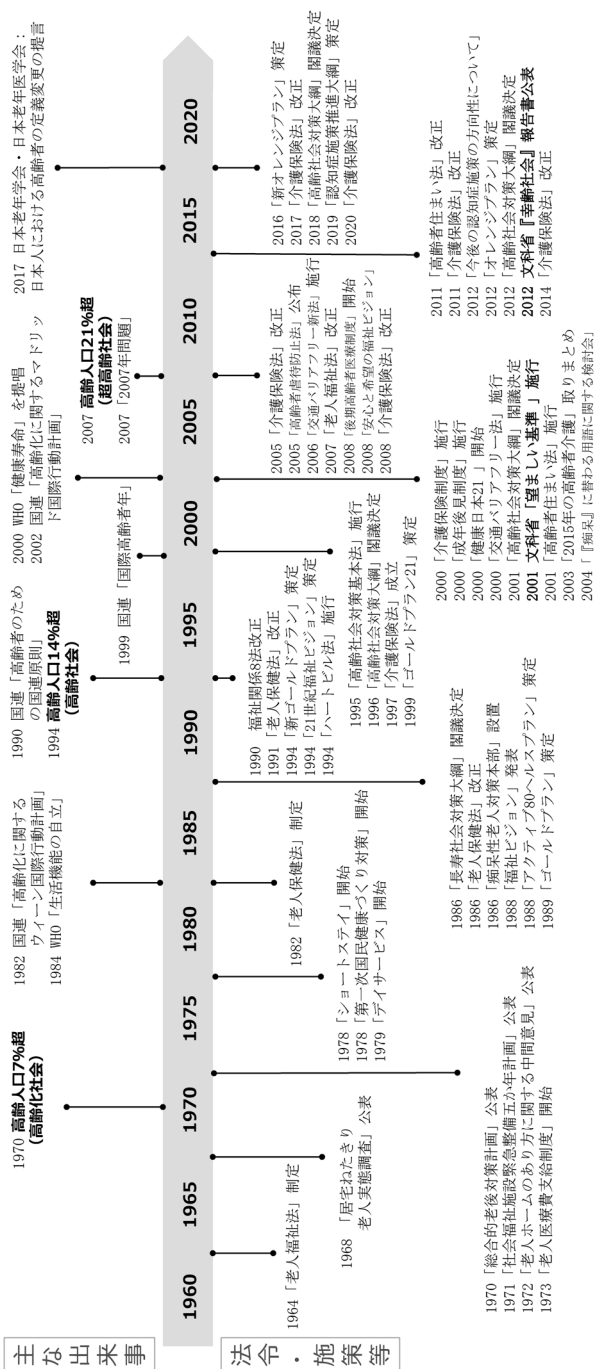 主な出来事
1970 高齢人口7%超
(高齢化社会)
1982 国連「高齢化に関する
ウィーン国際行動計画」
1984 WHO「生活機能の自立」
1990 国連「高齢者のため
の国連原則」
1994 高齢人口14%超
(高齢社会)
1999 国連「国際高齢者年」
2000 WHO「健康寿命」を提唱
2002 国連「高齢化に関するマドリッ
ド国際行動計画」
2007 高齢人口21%超
(超高齢社会)
2007「2007年問題」
2017 日本老年学会・日本老年医学会:
日本人における高齢者の定義変更の提言
1960 1965 1970 1975 1980 1985 1990 1995 2000 2005 2010 2015 2020
法令・施策等
1964「老人福祉法」制定
1968 「居宅ねたきり
老人実態調査」公表
1970「総合的老後対策計画」公表
1971「社会福祉施設緊急整備五か年計画」公表
1972「老人ホームのあり方に関する中間意見」公表
1973「老人医療費支給制度」開始
1978「ショートステイ」開始
1978「第一次国民健康づくり対策」開始
1979「デイサービス」開始
1982「老人保健法」制定
1986「長寿社会対策大綱」閣議決定
1986「老人保健法」改正
1986「痴呆性老人対策本部」設置
1988「福祉ビジョン」発表
1988「アクティブ80ヘルスプラン」策定
1989「ゴールドプラン」策定
1990 福祉関係8法改正
1991「老人保健法」改正
1994「新ゴールドプラン」策定
1994「21世紀福祉ビジョン」策定
1994「ハートビル法」施行
1995「高齢社会対策基本法」施行
1996「高齢社会対策大綱」閣議決定
1997「介護保険法」成立
1999「ゴールドプラン21」策定
2000「介護保険制度」施行
2000「成年後見制度」施行
2000「健康日本21」開始
2000「交通バリアフリー法」施行
2001「高齢社会対策大綱」閣議決定
2001 文科省「望ましい基準」施行
2001「高齢者住まい法」施行
2003「2015年の高齢者介護」取りまとめ
2004「『痴呆』に替わる用語に関する検討会」
2005「介護保険法」改正
2005「高齢者虐待防止法」公布
2006「交通バリアフリー新法」施行
2007「老人福祉法」改正
2008「後期高齢者医療制度」開始
2008「安心と希望の福祉ビジョン」
2008「介護保険法」改正
2011「高齢者住まい法」改正
2011「介護保険法」改正
2012「今後の認知症施策の方向性について」
2012「オレンジプラン」策定
2012「高齢社会対策大綱」閣議決定
2012 文科省『幸齢社会』報告書公表
2014「介護保険法」改正
2016「新オレンジプラン」策定
2017「介護保険法」改正
2018「高齢社会対策大綱」閣議決定
2019「認知症施策推進大綱」策定
2020「介護保険法」改正